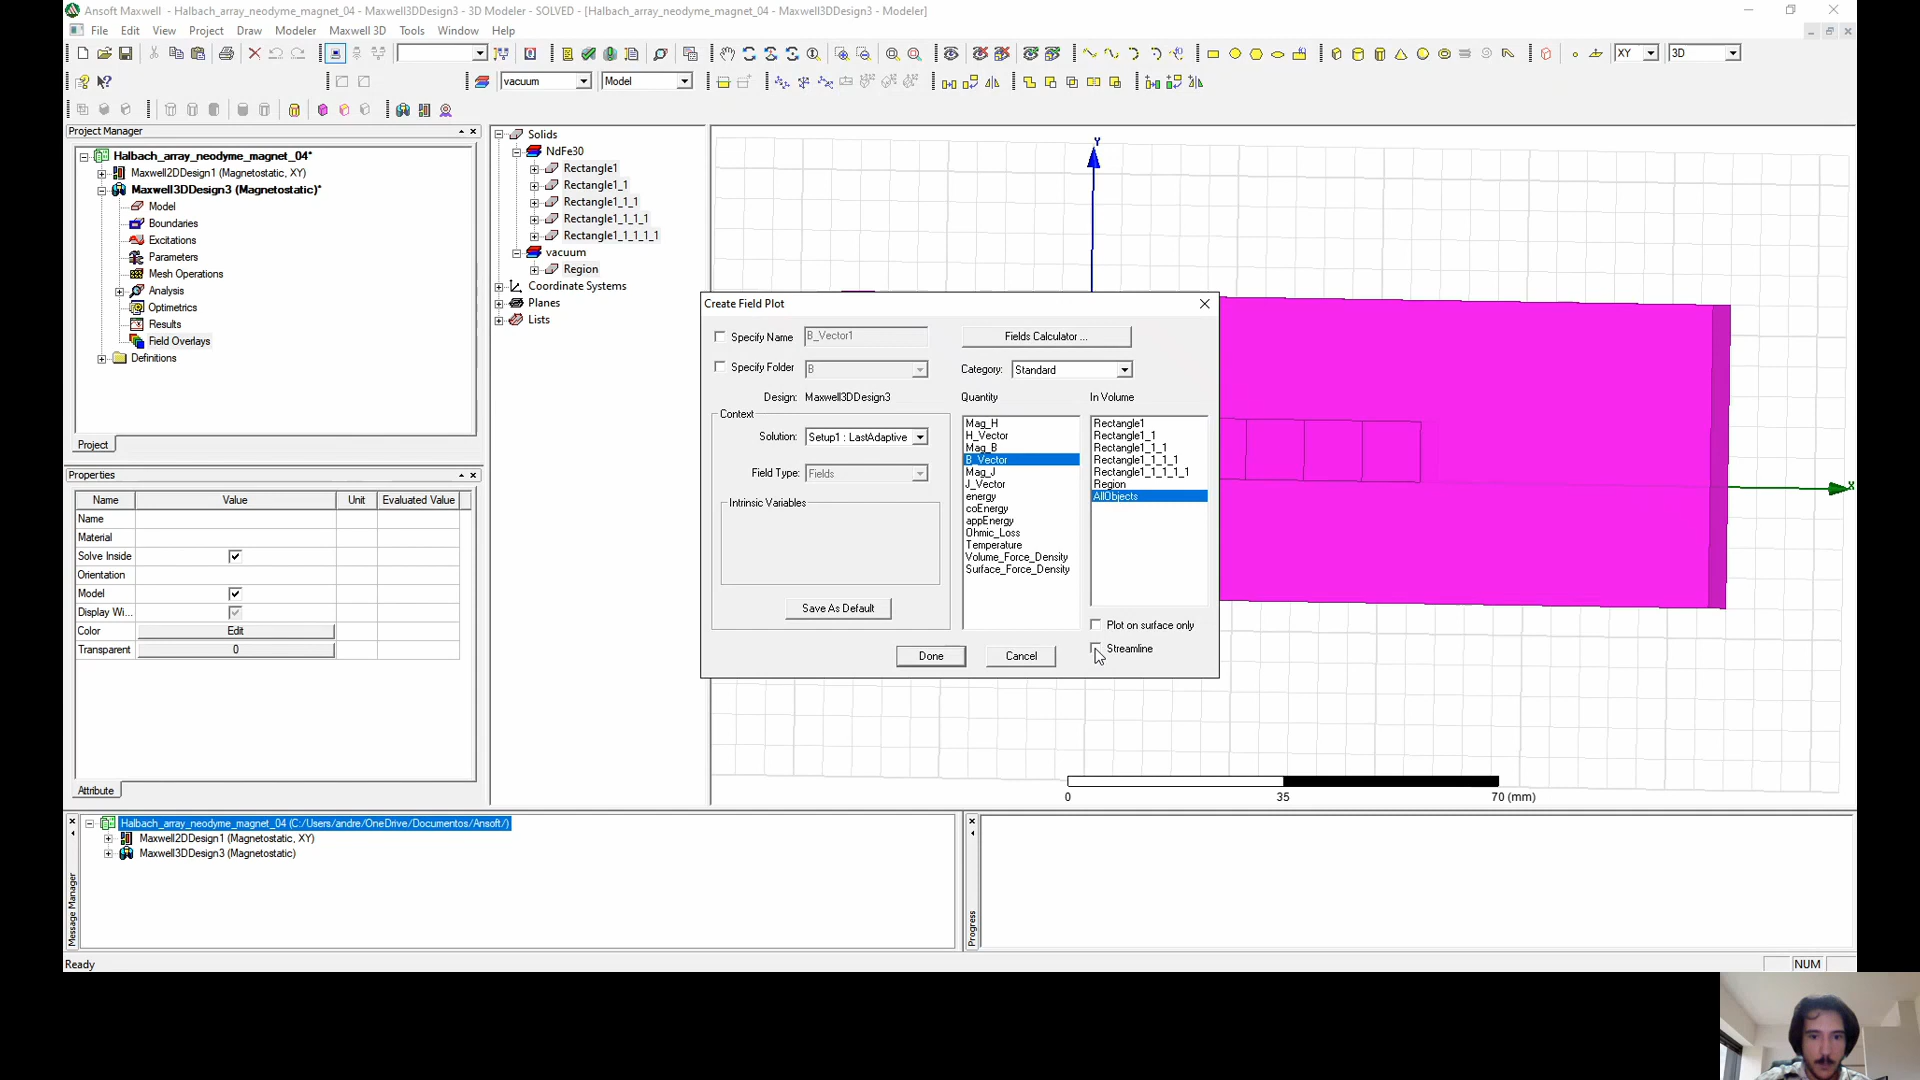 Ansoft Maxwell - Halbach_array_neodyme_magnet_04 - Maxwell3DDesign3 - 3D Modeler - SOLVED - [Halbach_array_neodyme_magnet_04 - Maxwell3DDesign3 - Modeler]
File Edit View Project Draw Modeler Maxwell 3D Tools Window Help
XY 3D
vacuum Model
Project Manager
Halbach_array_neodyme_magnet_04*
Maxwell2DDesign1 (Magnetostatic, XY)
Maxwell3DDesign3 (Magnetostatic)*
Model
Boundaries
Excitations
Parameters
Mesh Operations
Analysis
Optimetrics
Results
Field Overlays
Definitions
Project
Properties
Name Value Unit Evaluated Value
Name
Material
Solve Inside
Orientation
Model
Display Wi...
Color Edit
Transparent 0
Attribute
Solids
NdFe30
Rectangle1
Rectangle1_1
Rectangle1_1_1
Rectangle1_1_1_1
Rectangle1_1_1_1_1
vacuum
Region
Coordinate Systems
Planes
Lists
Y
X
Create Field Plot
Specify Name B_Vector1
Fields Calculator ...
Specify Folder B
Category: Standard
Design: Maxwell3DDesign3
Quantity
In Volume
Context
Solution: Setup1 : LastAdaptive
Field Type: Fields
Intrinsic Variables
Save As Default
Mag_H
H_Vector
Mag_B
B_Vector
Mag_J
J_Vector
energy
coEnergy
appEnergy
Ohmic_Loss
Temperature
Volume_Force_Density
Surface_Force_Density
Rectangle1
Rectangle1_1
Rectangle1_1_1
Rectangle1_1_1_1
Rectangle1_1_1_1_1
Region
AllObjects
Plot on surface only
Streamline
Done Cancel
0 35 70 (mm)
Message Manager
Halbach_array_neodyme_magnet_04 (C:/Users/andre/OneDrive/Documentos/Ansoft/)
Maxwell2DDesign1 (Magnetostatic, XY)
Maxwell3DDesign3 (Magnetostatic)
Progress
Ready
NUM